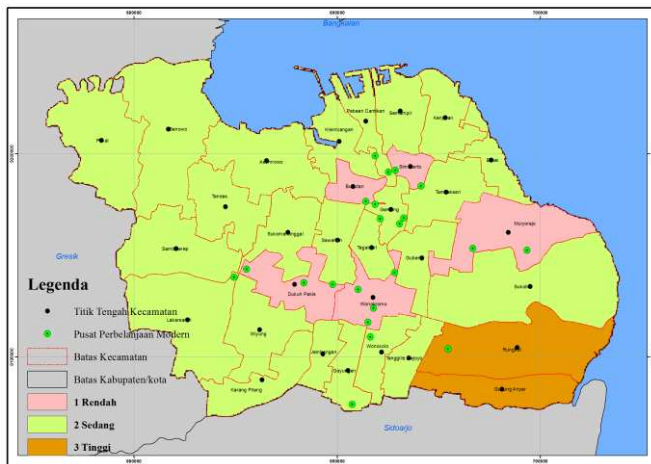 Bangkalan
Pabean Cantikan
Semampir
Kenjeran
Krembangan
Benowo
Pakal
Asemrowo
Simokerto
Bulak
Bubutan
Tambaksari
Tandes
Genteng
Mulyorejo
Sukomanunggal
Sawahan
Tegalsari
Gubeng
Sambikerep
Gresik
Dukuh Pakis
Wonokromo
Sukolilo
Lakarsantri
Wiyung
Jambangan
Wonocolo
Tenggilis Mejoyo
Rungkut
Gayungan
Karang Pilang
Gunung Anyar
Sidoarjo
Legenda
Titik Tengah Kecamatan
Pusat Perbelanjaan Modern
Batas Kecamatan
Batas Kabupaten/kota
1 Rendah
2 Sedang
3 Tinggi